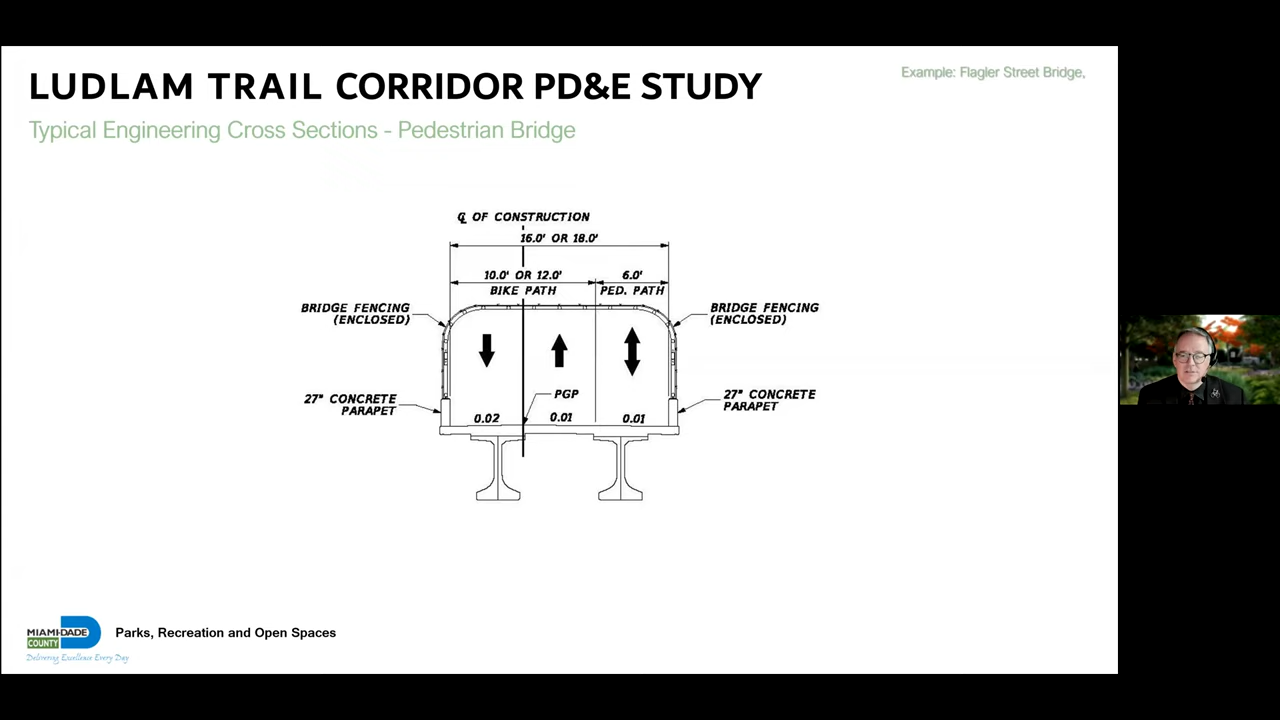 LUDLAM TRAIL CORRIDOR PD&E STUDY
Example: Flagler Street Bridge,
Typical Engineering Cross Sections - Pedestrian Bridge
℄ OF CONSTRUCTION
16.0' OR 18.0'
10.0' OR 12.0'
BIKE PATH
6.0'
PED. PATH
BRIDGE FENCING
(ENCLOSED)
BRIDGE FENCING
(ENCLOSED)
27" CONCRETE
PARAPET
PGP
27" CONCRETE
PARAPET
0.02
0.01
0.01
MIAMI-DADE
COUNTY
Delivering Excellence Every Day
Parks, Recreation and Open Spaces